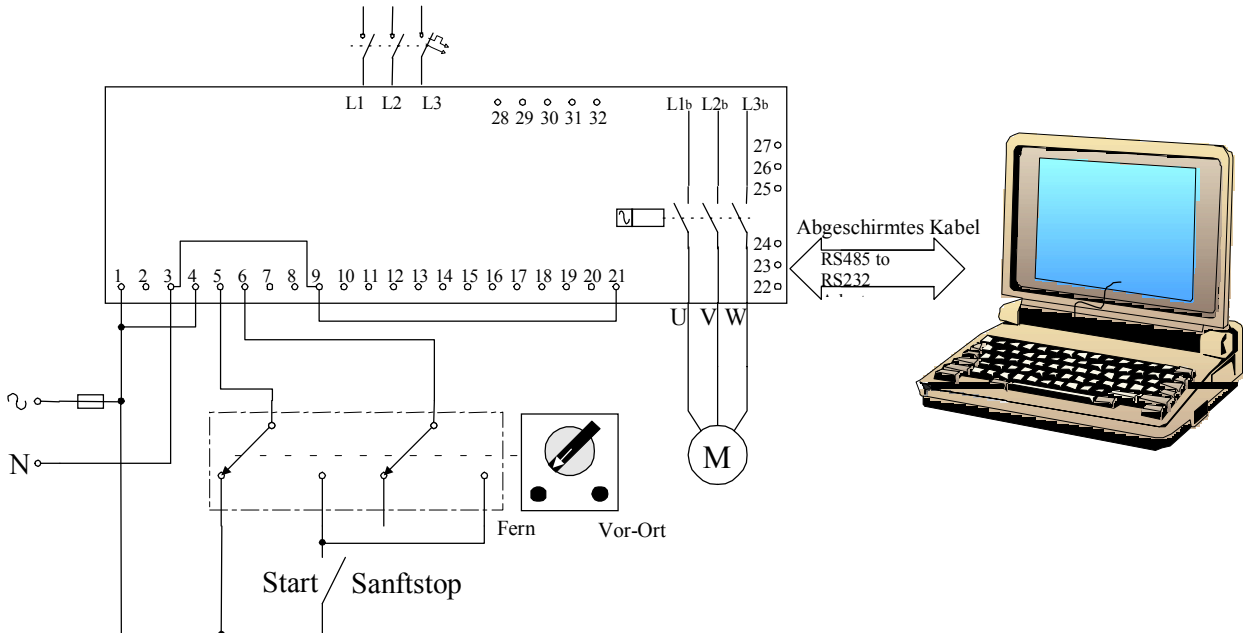 L1 L2 L3
28 29 30 31 32
L1b L2b L3b
27
26
25
24
23
22
1 2 3 4 5 6 7 8 9 10 11 12 13 14 15 16 17 18 19 20 21
Abgeschirmtes Kabel
RS485 to
RS232
U V W
N
M
Fern Vor-Ort
Start Sanftstop